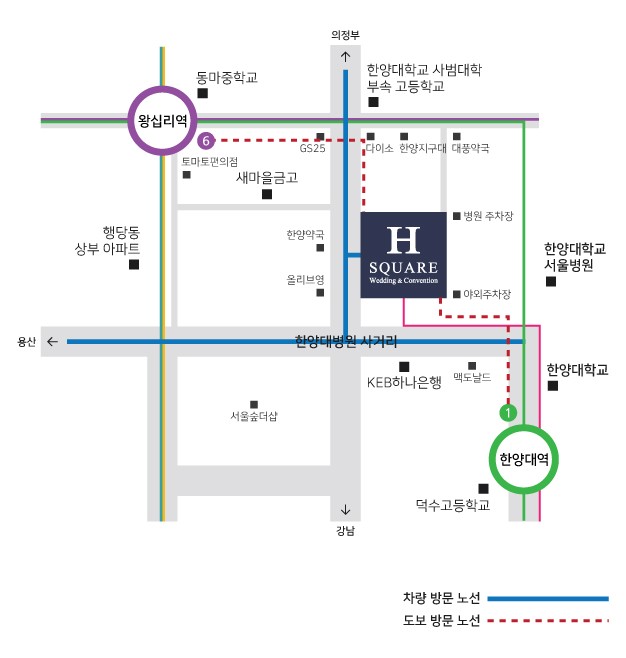 의정부
동마중학교
한양대학교 사범대학
부속 고등학교
왕십리역
6
GS25
다이소
한양지구대
대풍약국
토마토편의점
새마을금고
행당동
상부 아파트
한양약국
올리브영
H
SQUARE
Wedding & Convention
병원 주차장
한양대학교
서울병원
야외주차장
용산
한양대병원 사거리
KEB하나은행
맥도날드
한양대학교
서울숲더샵
1
한양대역
덕수고등학교
강남
차량 방문 노선
도보 방문 노선